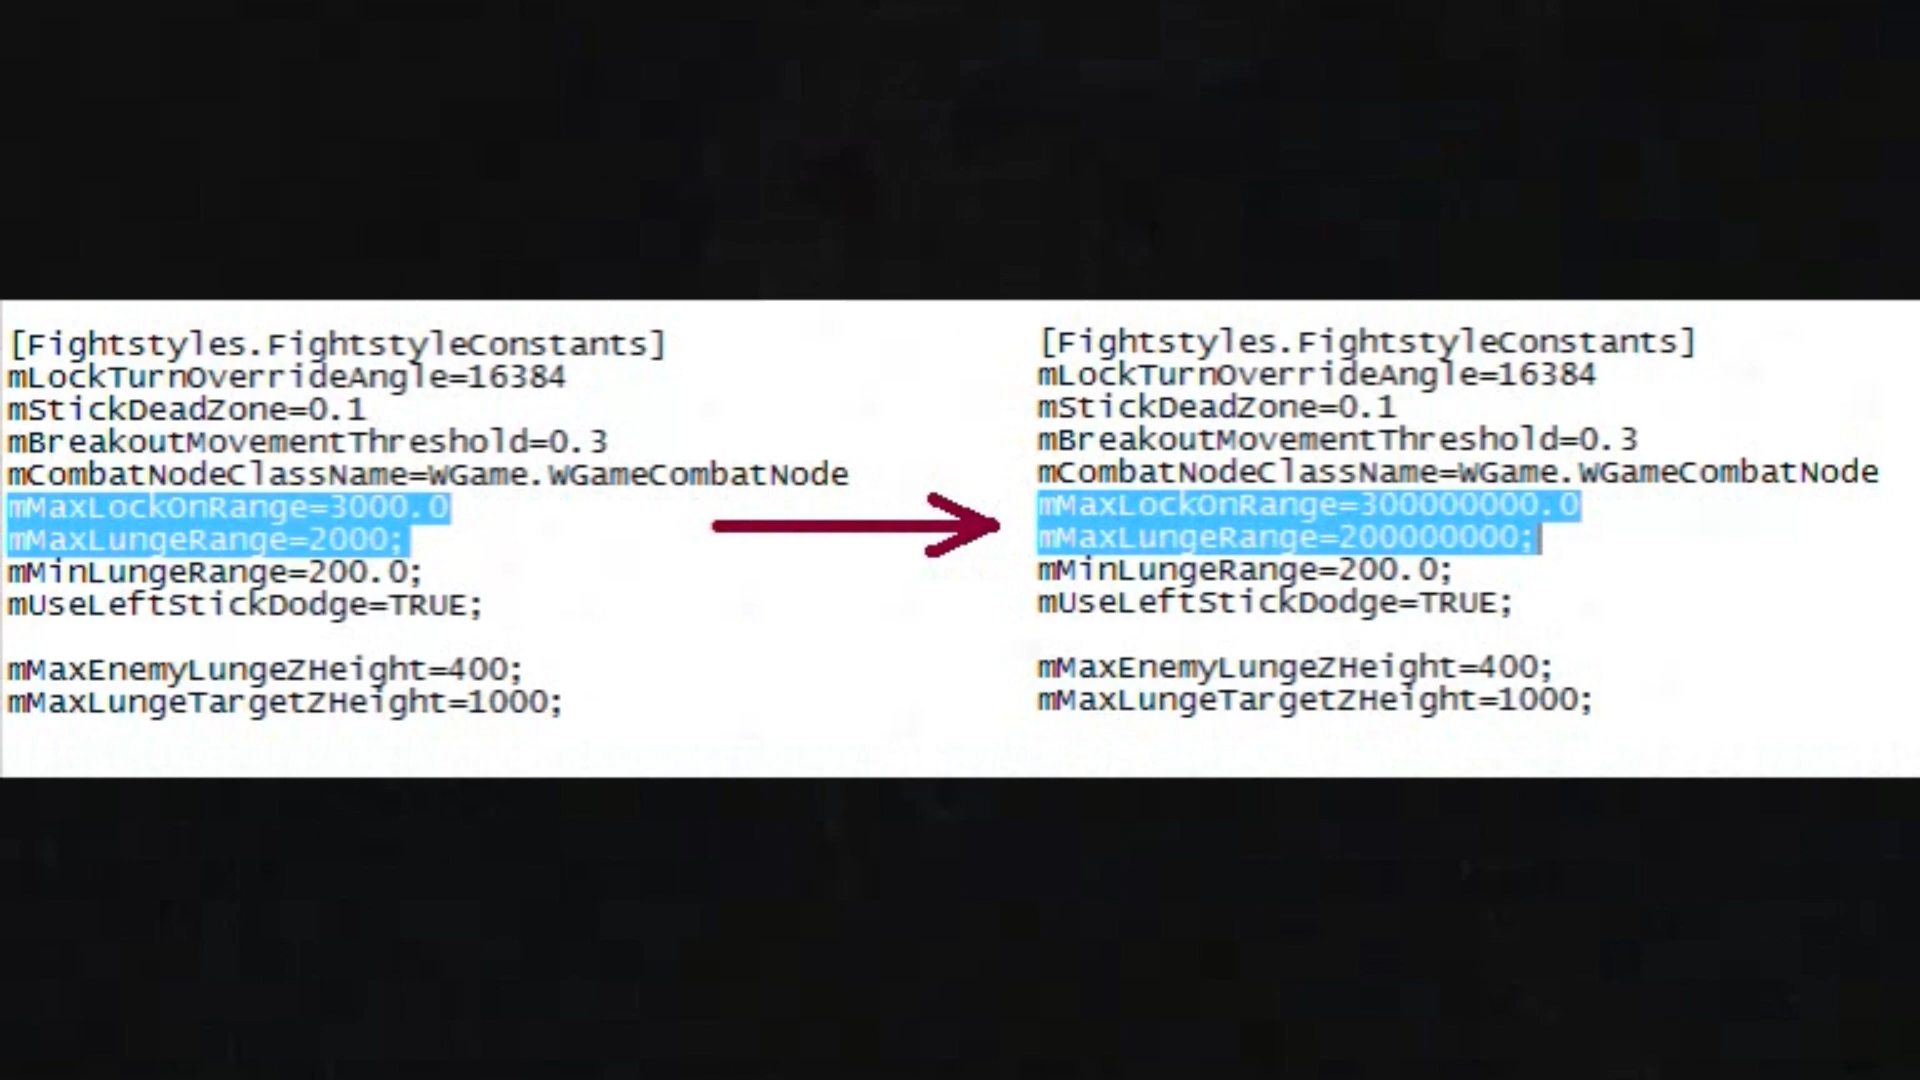 [Fightstyles.FightstyleConstants]
mLockTurnOverrideAngle=16384
mStickDeadZone=0.1
mBreakoutMovementThreshold=0.3
mCombatNodeClassName=WGame.WGameCombatNode
mMaxLockOnRange=3000.0
mMaxLungeRange=2000;
mMinLungeRange=200.0;
mUseLeftStickDodge=TRUE;
mMaxEnemyLungeZHeight=400;
mMaxLungeTargetZHeight=1000;
[Fightstyles.FightstyleConstants]
mLockTurnOverrideAngle=16384
mStickDeadZone=0.1
mBreakoutMovementThreshold=0.3
mCombatNodeClassName=WGame.WGameCombatNode
mMaxLockOnRange=300000000.0
mMaxLungeRange=200000000;
mMinLungeRange=200.0;
mUseLeftStickDodge=TRUE;
mMaxEnemyLungeZHeight=400;
mMaxLungeTargetZHeight=1000;